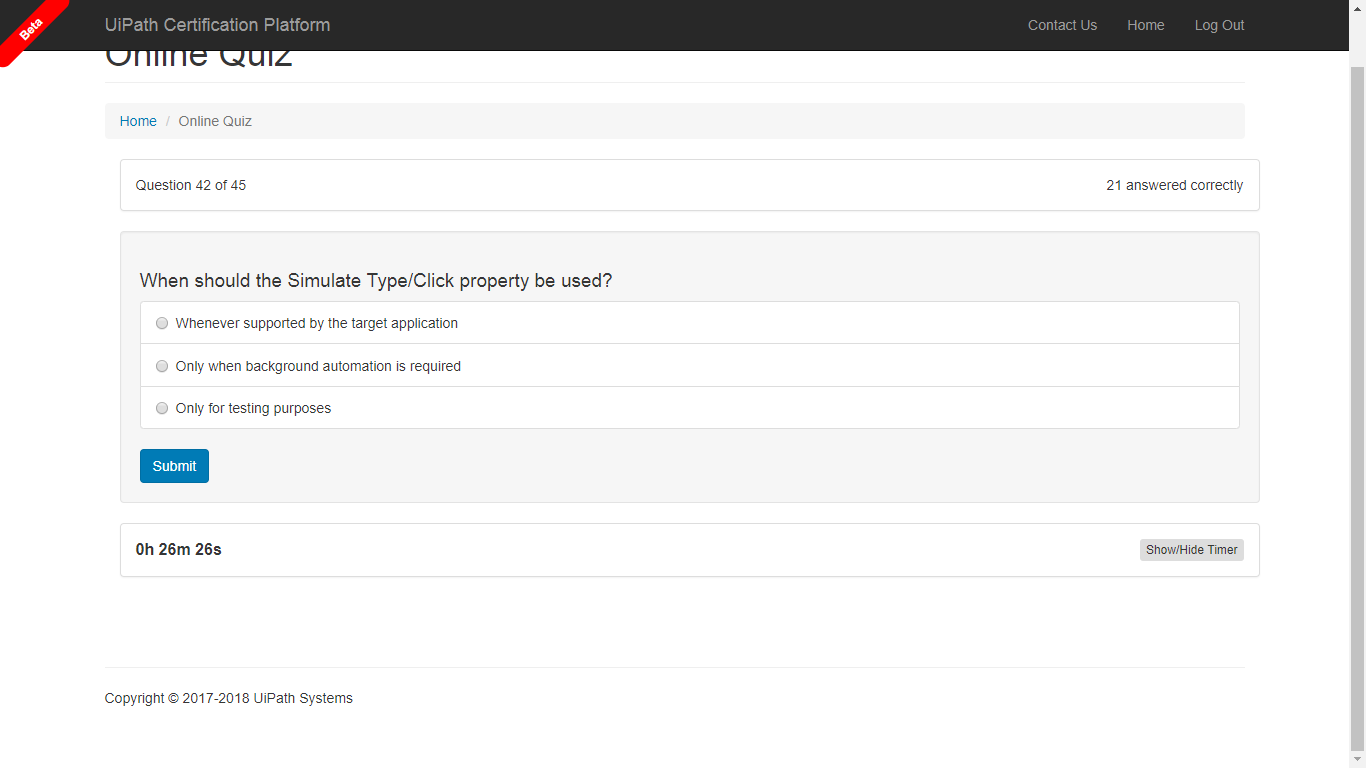 Beta
UiPath Certification Platform
Contact Us
Home
Log Out
Online Quiz
Home / Online Quiz
Question 42 of 45
21 answered correctly
When should the Simulate Type/Click property be used?
Whenever supported by the target application
Only when background automation is required
Only for testing purposes
Submit
0h 26m 26s
Show/Hide Timer
Copyright © 2017-2018 UiPath Systems